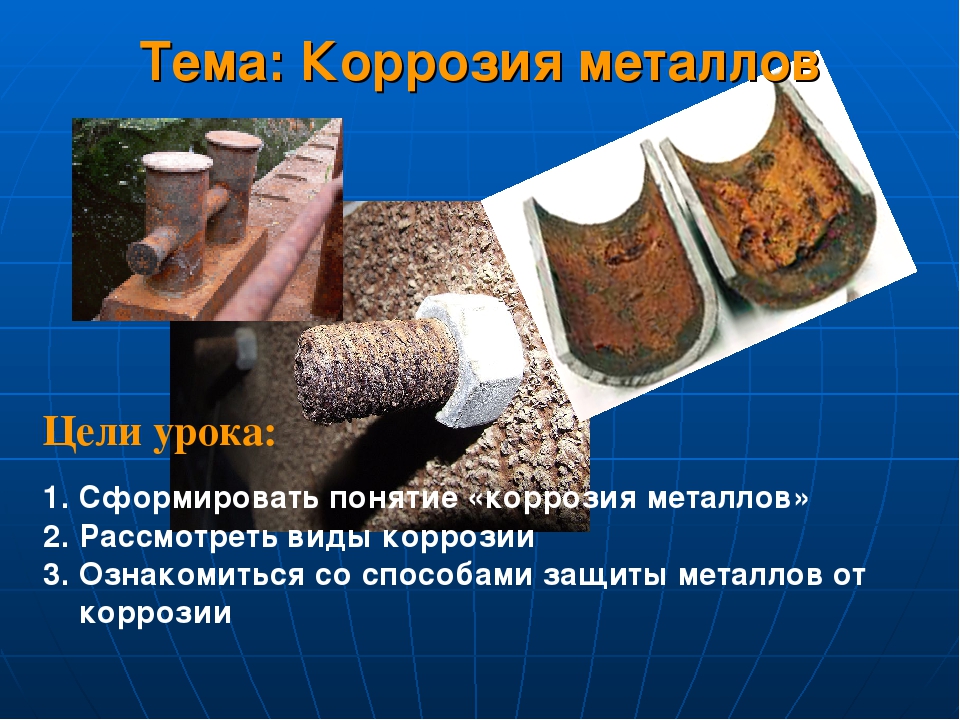 Тема: Коррозия металлов
Цели урока:
1. Сформировать понятие «коррозия металлов»
2. Рассмотреть виды коррозии
3. Ознакомиться со способами защиты металлов от
коррозии